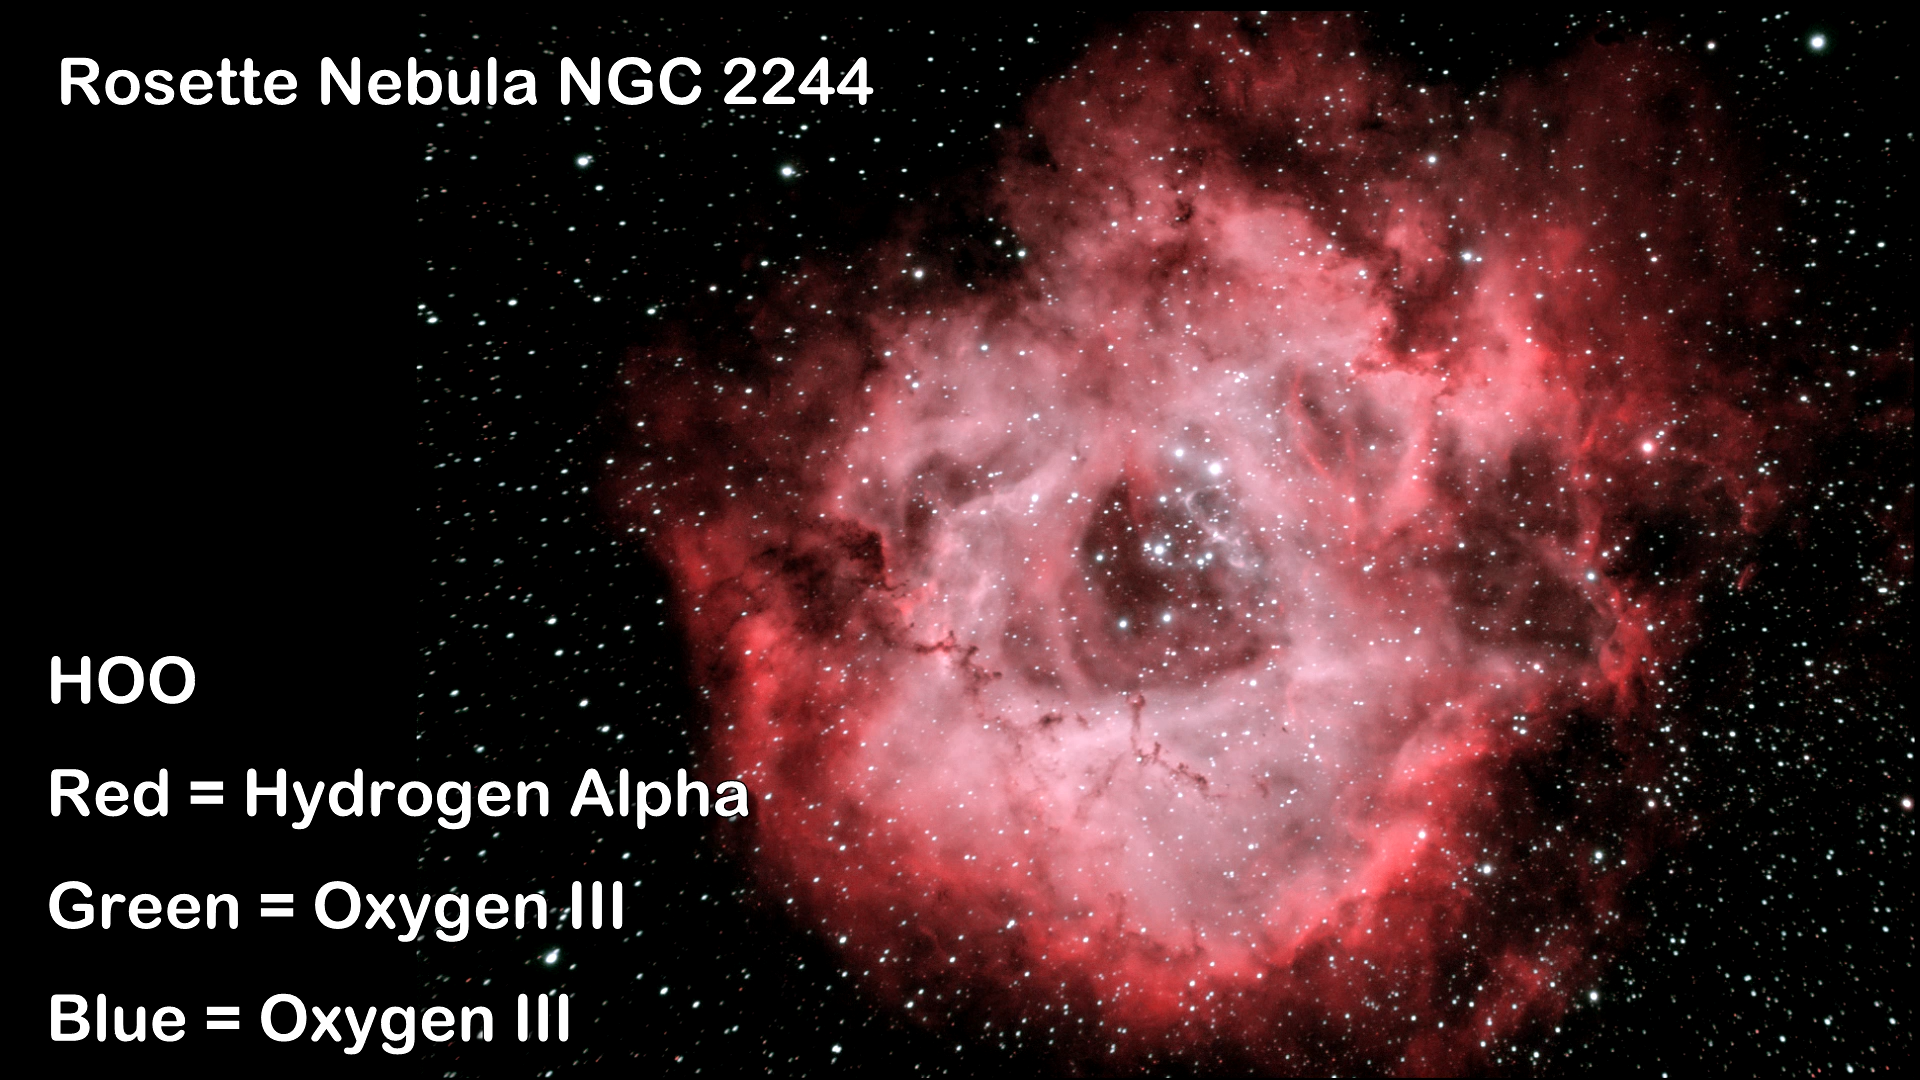 Rosette Nebula NGC 2244
HOO
Red = Hydrogen Alpha
Green = Oxygen III
Blue = Oxygen III